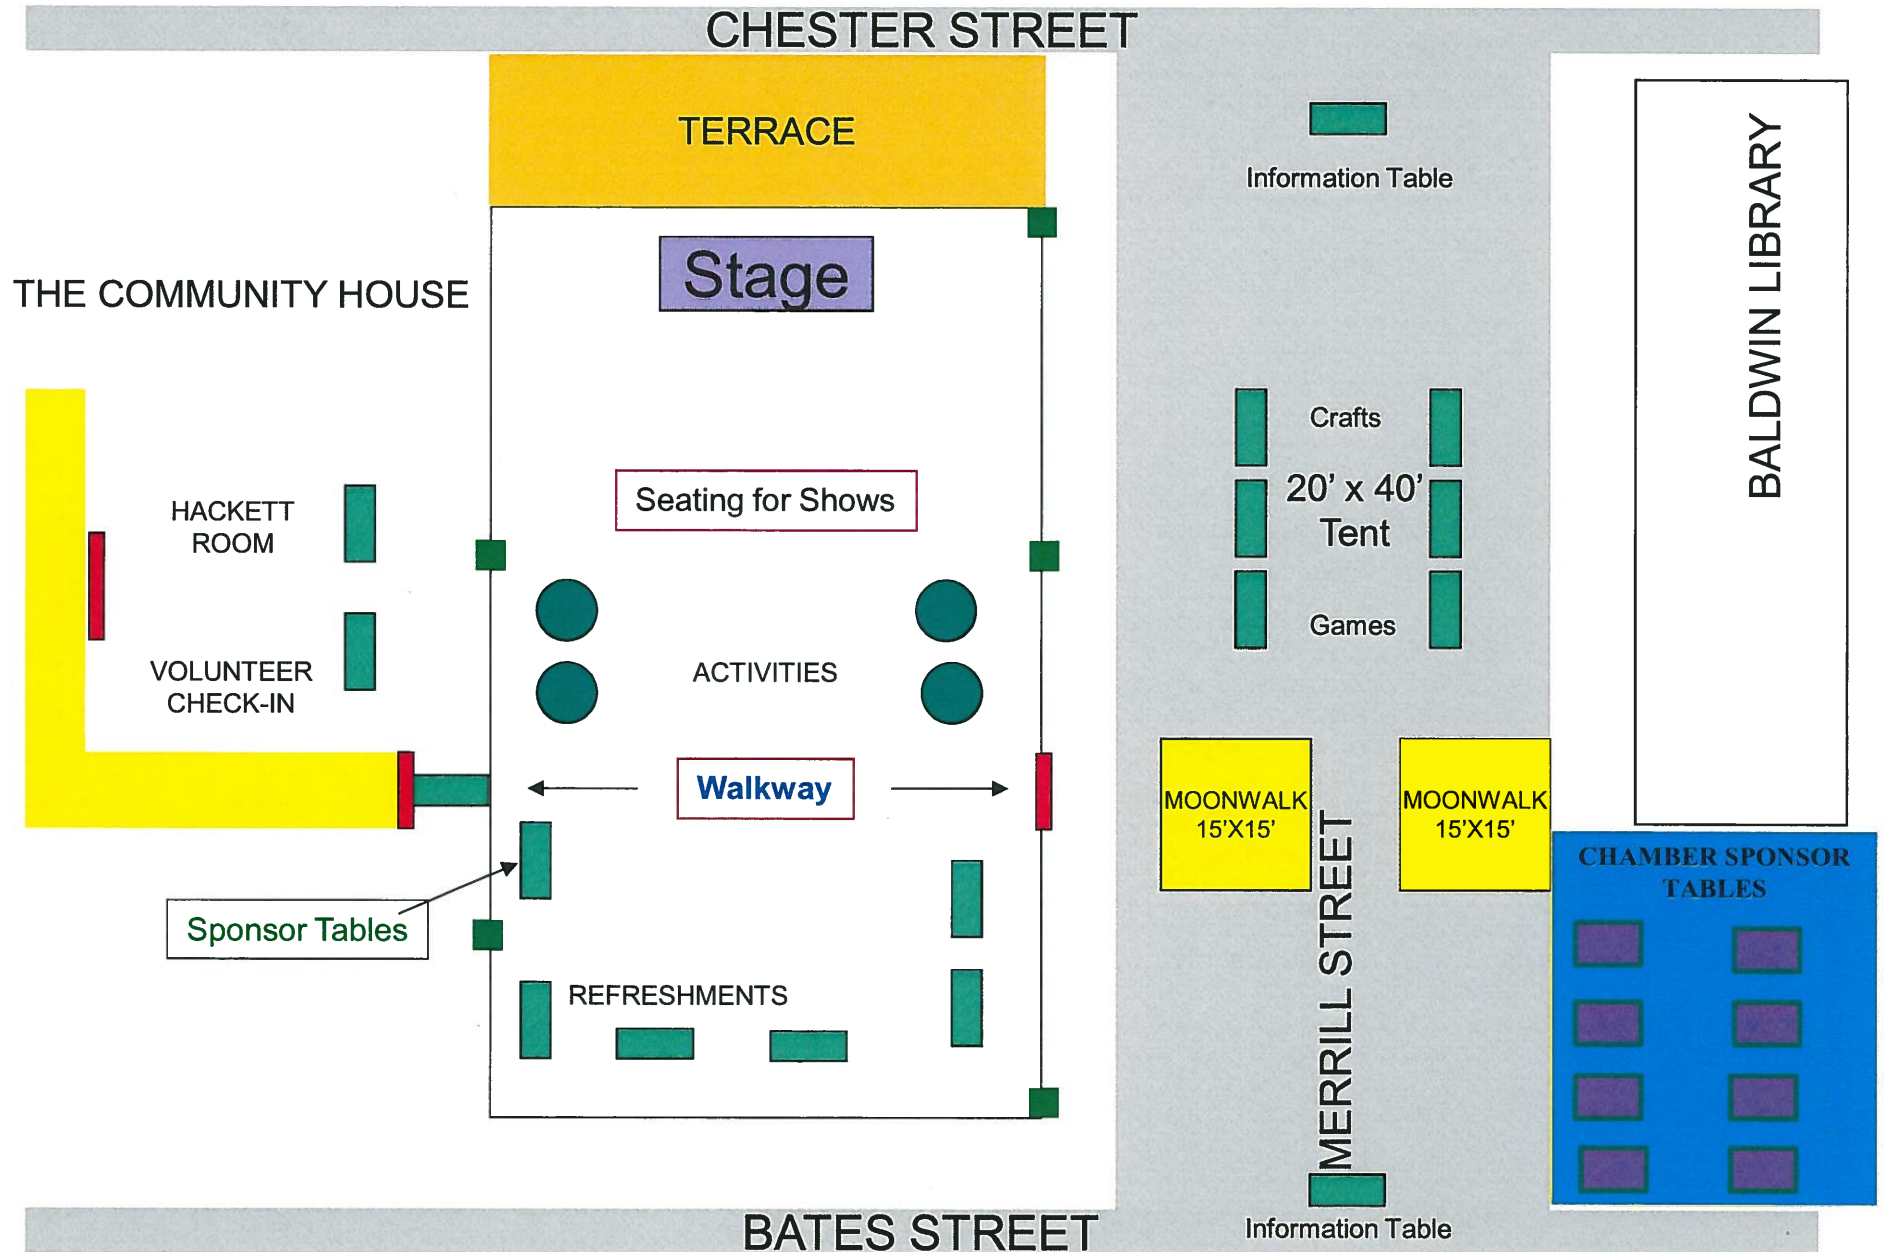 CHESTER STREET
TERRACE
Information Table
BALDWIN LIBRARY
Stage
THE COMMUNITY HOUSE
Crafts
20’ x 40’
Tent
Games
Seating for Shows
HACKETT
ROOM
VOLUNTEER
CHECK-IN
ACTIVITIES
Walkway
MOONWALK
15’X15’
MOONWALK
15’X15’
MERRILL STREET
CHAMBER SPONSOR
TABLES
Sponsor Tables
REFRESHMENTS
Information Table
BATES STREET